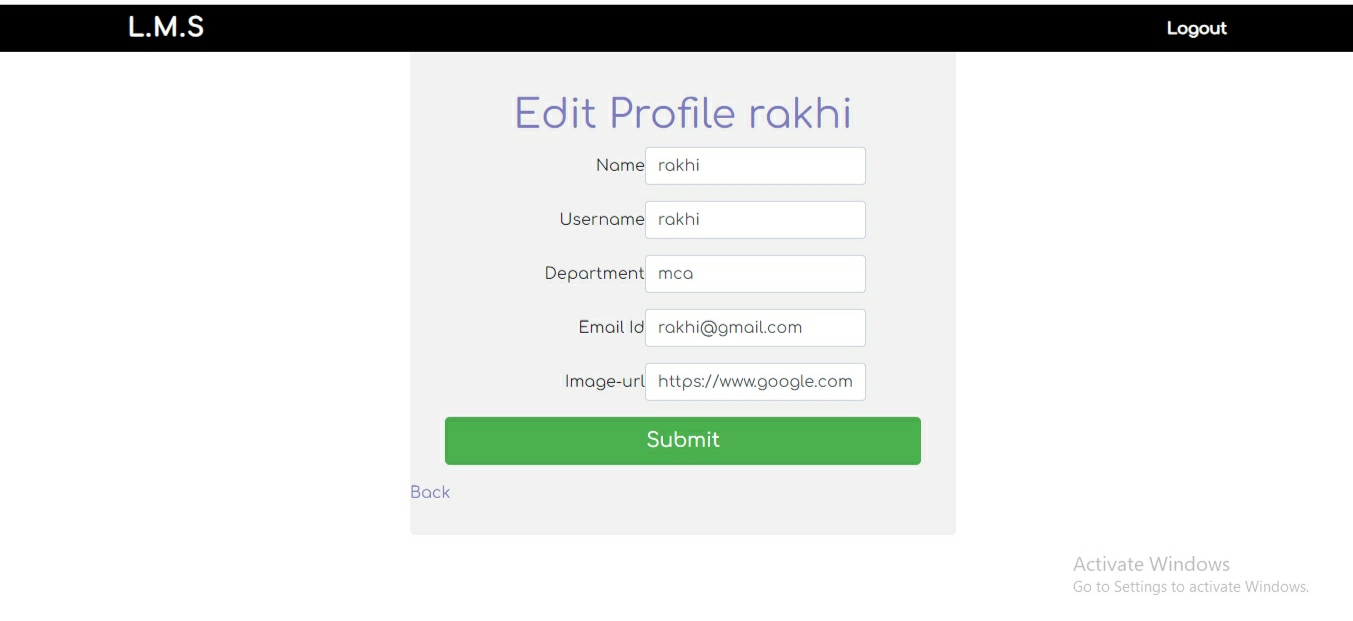 L.M.S Logout
Edit Profile rakhi
Name rakhi
Username rakhi
Department mca
Email Id rakhi@gmail.com
Image-url https://www.google.com
Submit
Back
Activate Windows
Go to Settings to activate Windows.